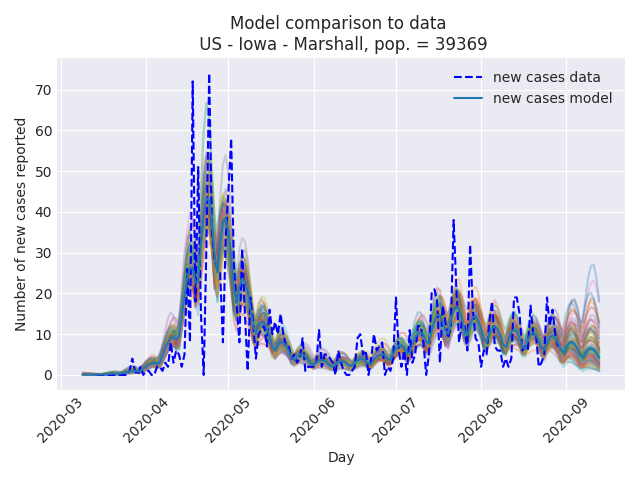 Model comparison to data
US - Iowa - Marshall, pop. = 39369
new cases data
new cases model
Number of new cases reported
70
60
50
40
30
20
10
0
2020-03
2020-04
2020-05
2020-06
2020-07
2020-08
2020-09
Day